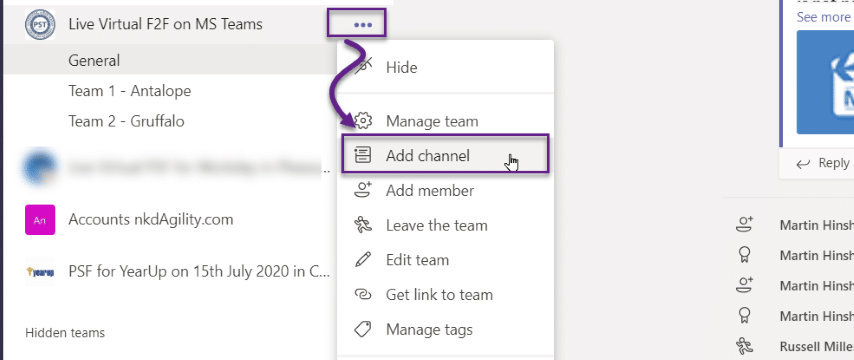 See more
PST
Live Virtual F2F on MS Teams
General
Team 1 - Antalope
Team 2 - Gruffalo
An
Accounts nkdAgility.com
yearup
PSF for YearUp on 15th July 2020 in C...
Hidden teams
Hide
Manage team
Add channel
Add member
Leave the team
Edit team
Get link to team
Manage tags
Reply
Martin Hinsh
Martin Hinsh
Martin Hinsh
Martin Hinsh
Russell Mille